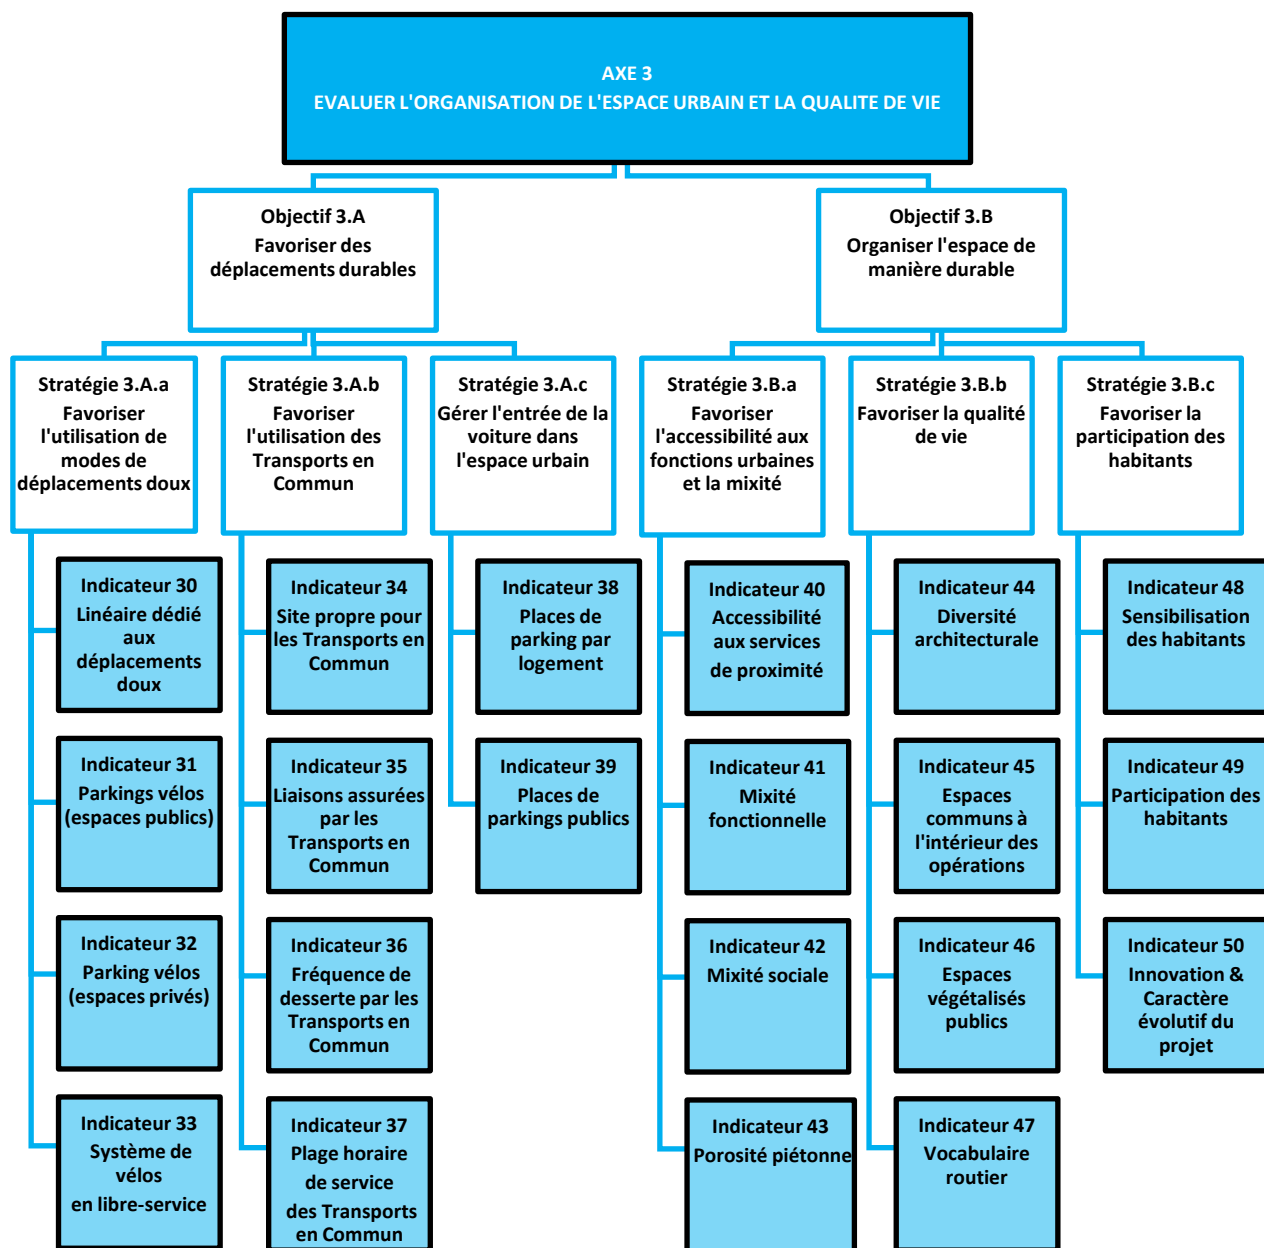 AXE 3
EVALUER L'ORGANISATION DE L'ESPACE URBAIN ET LA QUALITE DE VIE
Objectif 3.A
Favoriser des
déplacements durables
Objectif 3.B
Organiser l'espace de
manière durable
Stratégie 3.A.a
Favoriser
l'utilisation de
modes de
déplacements doux
Stratégie 3.A.b
Favoriser
l'utilisation des
Transports en
Commun
Stratégie 3.A.c
Gérer l'entrée de la
voiture dans
l'espace urbain
Stratégie 3.B.a
Favoriser
l'accessibilité aux
fonctions urbaines
et la mixité
Stratégie 3.B.b
Favoriser la qualité
de vie
Stratégie 3.B.c
Favoriser la
participation des
habitants
Indicateur 30
Linéaire dédié
aux
déplacements
doux
Indicateur 34
Site propre pour
les Transports en
Commun
Indicateur 38
Places de
parking par
logement
Indicateur 40
Accessibilité
aux services
de proximité
Indicateur 44
Diversité
architecturale
Indicateur 48
Sensibilisation
des habitants
Indicateur 31
Parkings vélos
(espaces publics)
Indicateur 35
Liaisons assurées
par les
Transports en
Commun
Indicateur 39
Places de
parkings publics
Indicateur 41
Mixité
fonctionnelle
Indicateur 45
Espaces
communs à
l'intérieur des
opérations
Indicateur 49
Participation des
habitants
Indicateur 32
Parking vélos
(espaces privés)
Indicateur 36
Fréquence de
desserte par les
Transports en
Commun
Indicateur 42
Mixité sociale
Indicateur 46
Espaces
végétalisés
publics
Indicateur 50
Innovation &
Caractère
évolutif du
projet
Indicateur 33
Système de
vélos
en libre-service
Indicateur 37
Plage horaire
de service
des Transports
en Commun
Indicateur 43
Porosité piétonne
Indicateur 47
Vocabulaire
routier